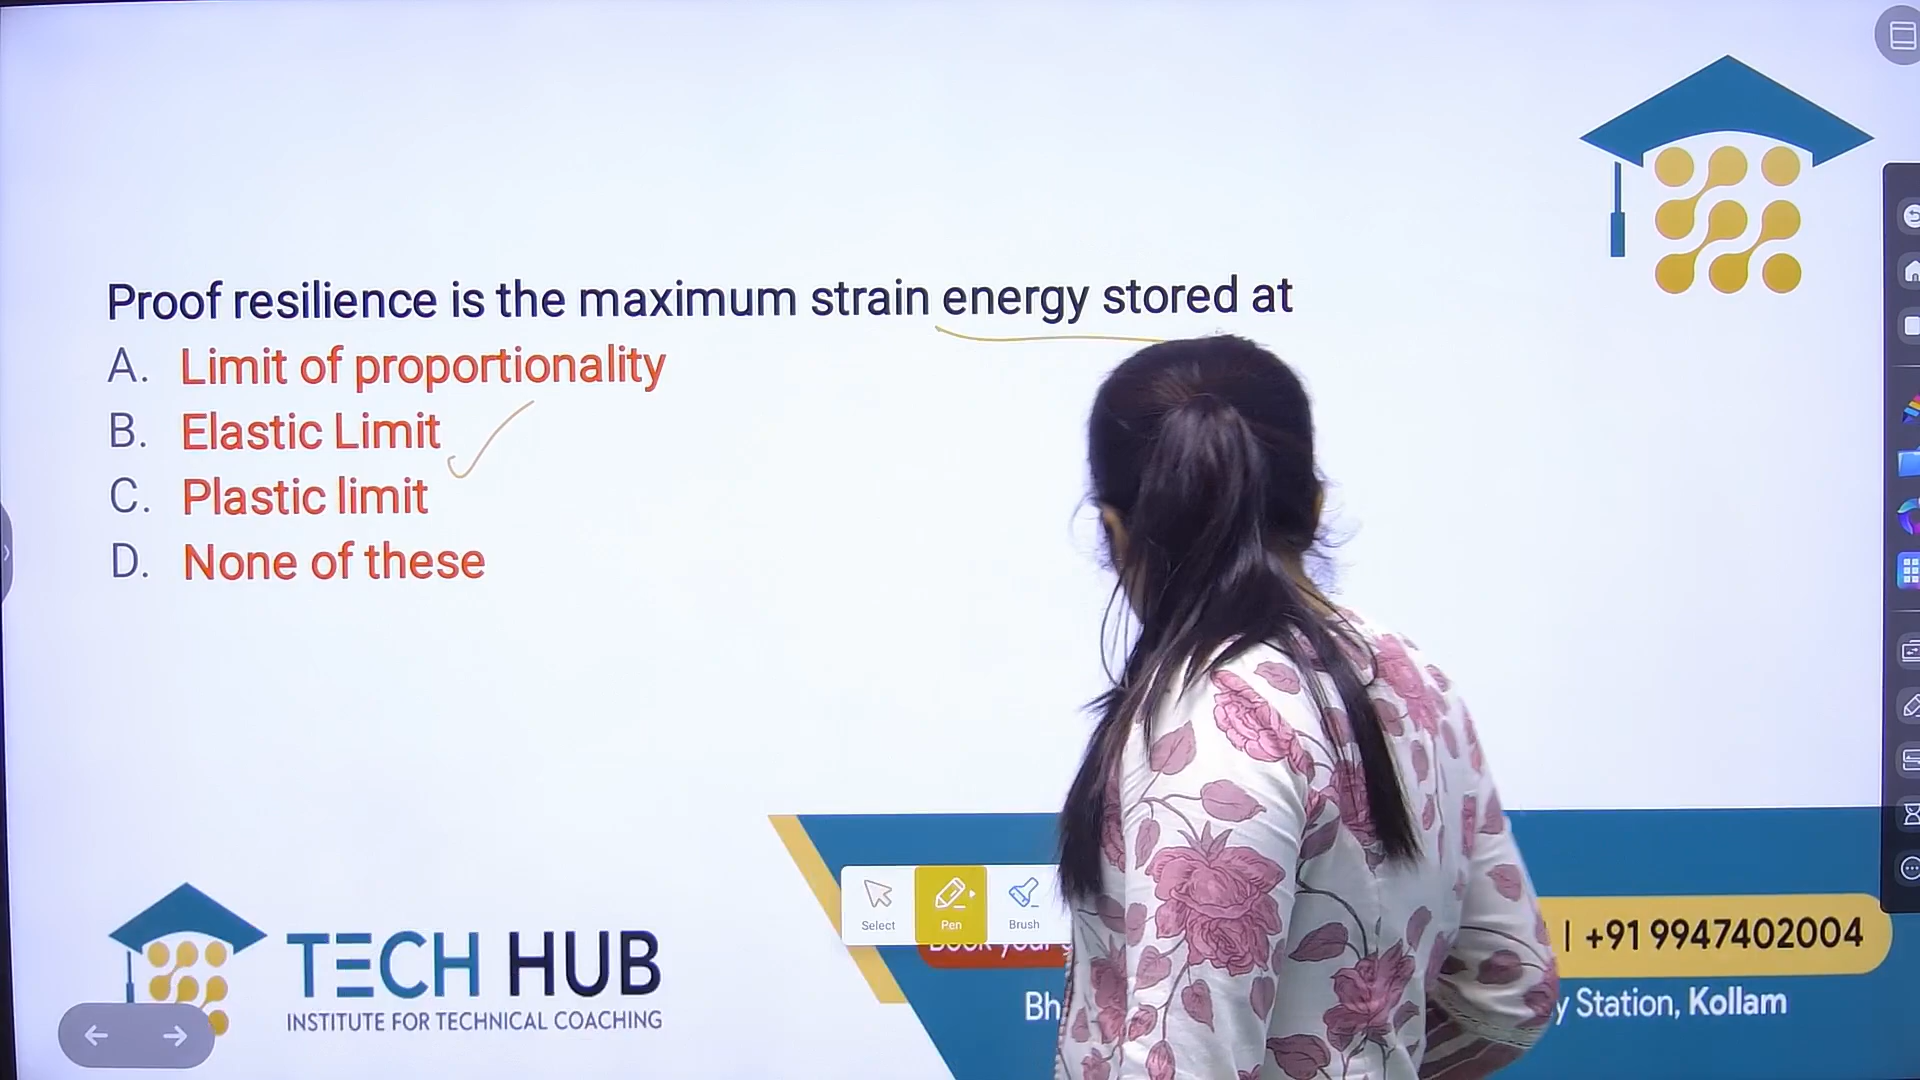 Proof resilience is the maximum strain energy stored at
A. Limit of proportionality
B. Elastic Limit
C. Plastic limit
D. None of these
Select
Pen
Brush
| +91 9947402004
TECH HUB
INSTITUTE FOR TECHNICAL COACHING
Station, Kollam